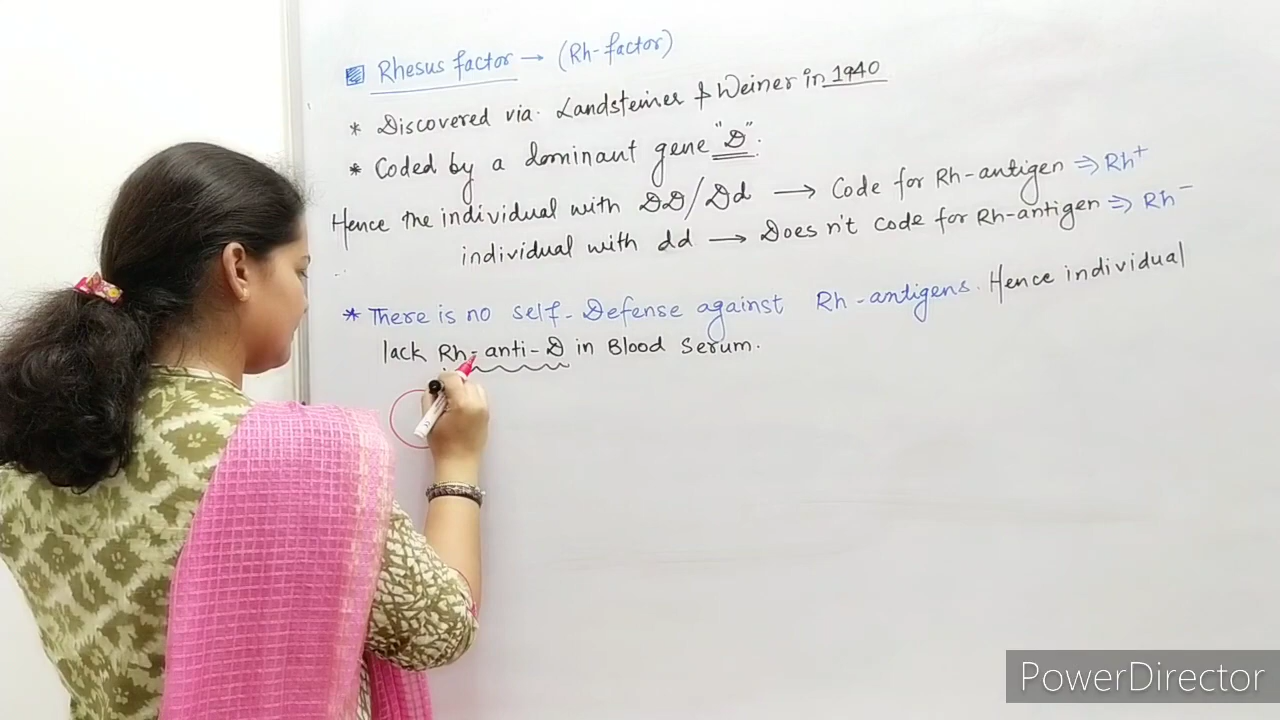 Rhesus factor → (Rh-factor)
* Discovered via. Landsteiner & Weiner in 1940
* Coded by a dominant gene "D".
Hence the individual with DD/Dd → Code for Rh-antigen ⇒ Rh⁺
individual with dd → Does n't code for Rh-antigen ⇒ Rh⁻
* There is no self-Defense against Rh-antigens. Hence individual
lack Rh-anti-D in Blood Serum.
PowerDirector